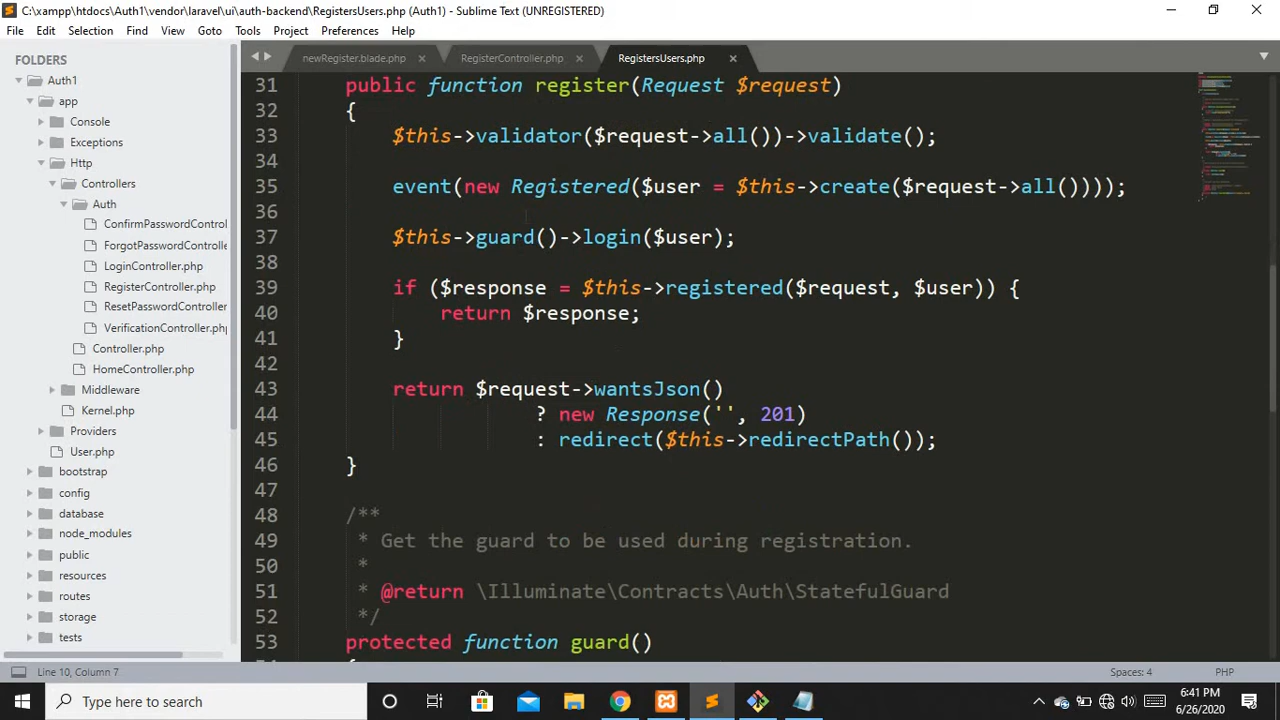 C:\xampp\htdocs\Auth1\vendor\laravel\ui\auth-backend\RegistersUsers.php (Auth1) - Sublime Text (UNREGISTERED)
File Edit Selection Find View Goto Tools Project Preferences Help
FOLDERS
Auth1
app
Console
Exceptions
Http
Controllers
Auth
ConfirmPasswordControl
ForgotPasswordControlle
LoginController.php
RegisterController.php
ResetPasswordController
VerificationController.php
Controller.php
HomeController.php
Middleware
Kernel.php
Providers
User.php
bootstrap
config
database
node_modules
public
resources
routes
storage
tests
newRegister.blade.php RegisterController.php RegistersUsers.php
31 public function register(Request $request)
32 {
33 $this->validator($request->all())->validate();
34
35 event(new Registered($user = $this->create($request->all())));
36
37 $this->guard()->login($user);
38
39 if ($response = $this->registered($request, $user)) {
40 return $response;
41 }
42
43 return $request->wantsJson()
44 ? new Response('', 201)
45 : redirect($this->redirectPath());
46 }
47
48 /**
49 * Get the guard to be used during registration.
50 *
51 * @return \Illuminate\Contracts\Auth\StatefulGuard
52 */
53 protected function guard()
Line 10, Column 7 Spaces: 4 PHP
Type here to search
6:41 PM
6/26/2020